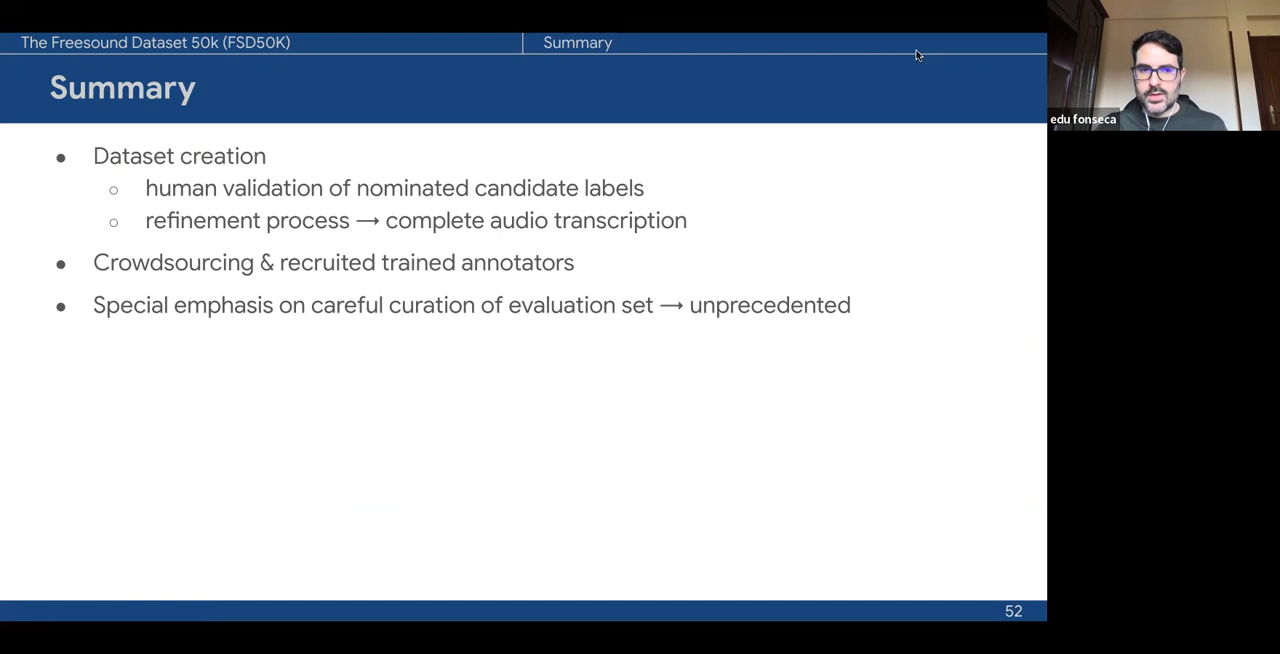 The Freesound Dataset 50k (FSD50K)
Summary
Summary
● Dataset creation
○ human validation of nominated candidate labels
○ refinement process → complete audio transcription
● Crowdsourcing & recruited trained annotators
● Special emphasis on careful curation of evaluation set → unprecedented
52
edu fonseca